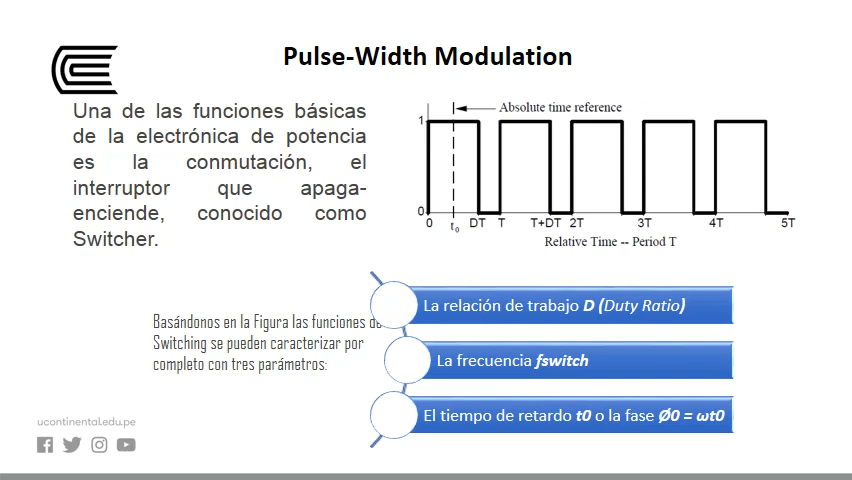 Pulse-Width Modulation
Una de las funciones básicas
de la electrónica de potencia
es la conmutación, el
interruptor que apaga-
enciende, conocido como
Switcher.
Absolute time reference
1
0
0 t₀ DT T T+DT 2T 3T 4T 5T
Relative Time -- Period T
Basándonos en la Figura las funciones de
Switching se pueden caracterizar por
completo con tres parámetros:
La relación de trabajo D (Duty Ratio)
La frecuencia fswitch
El tiempo de retardo t0 o la fase Ø0 = ωt0
ucontinental.edu.pe